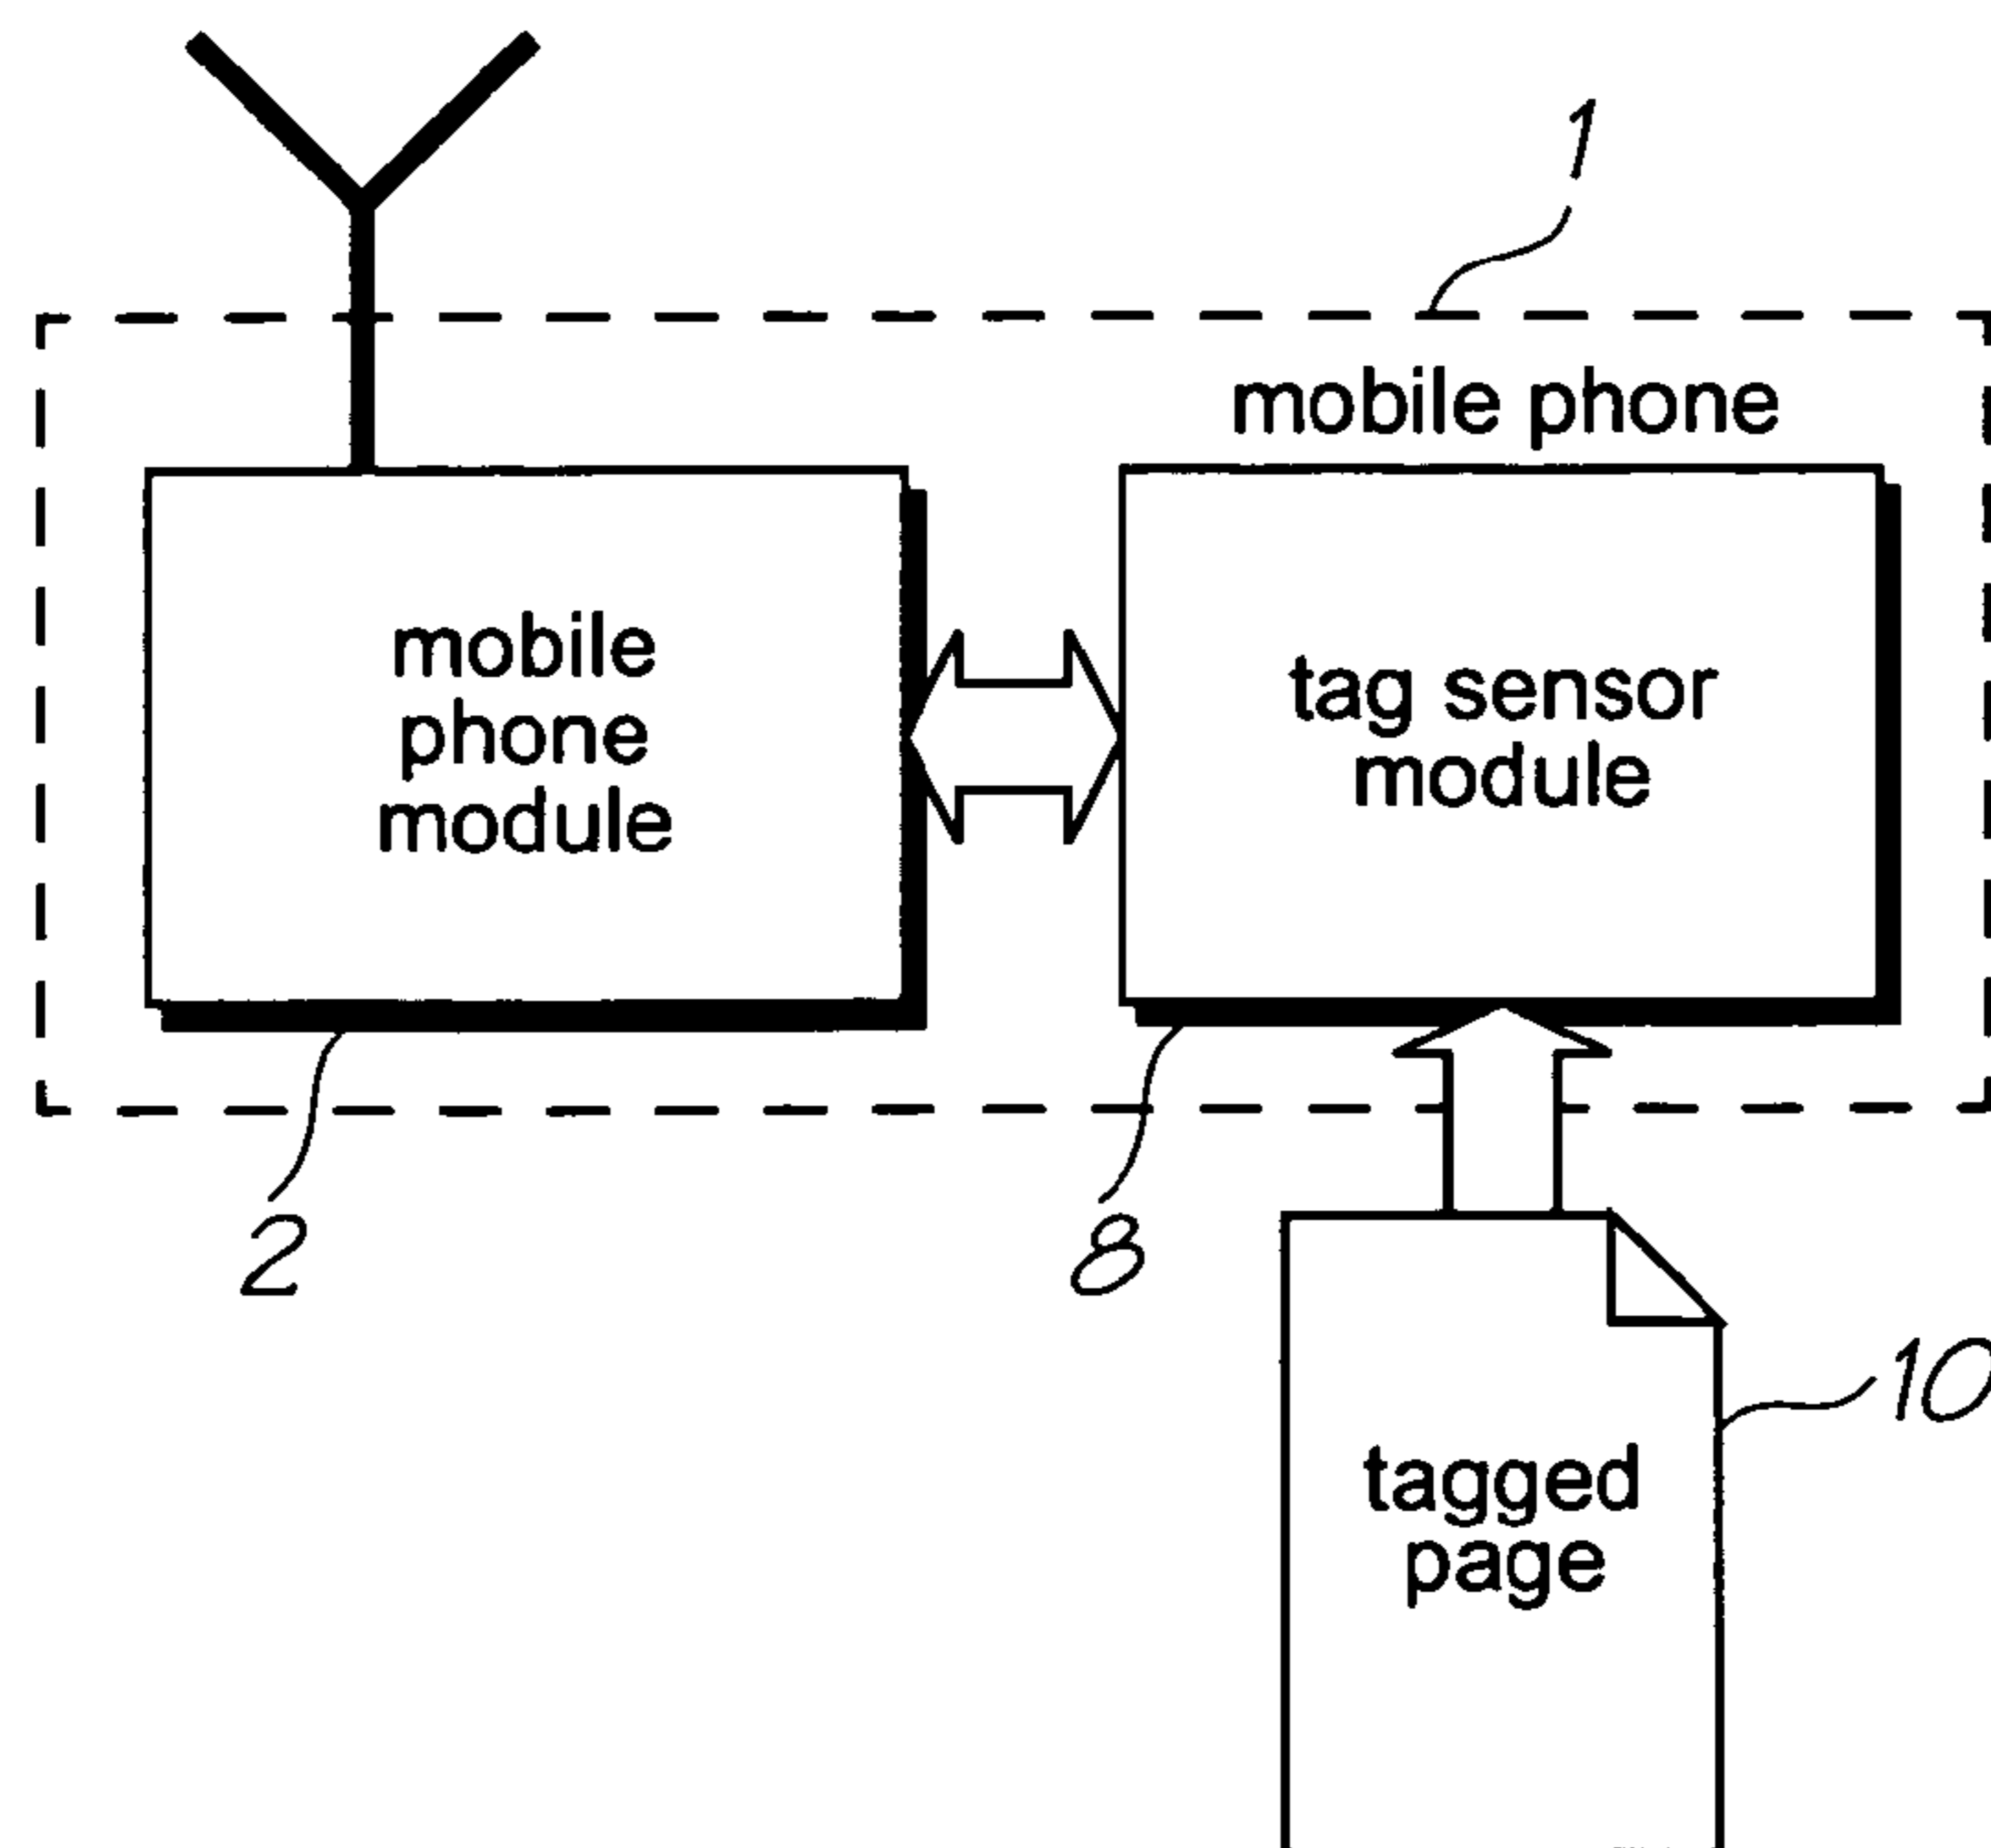 1
mobile phone
mobile
phone
module
tag sensor
module
2
8
10
tagged
page